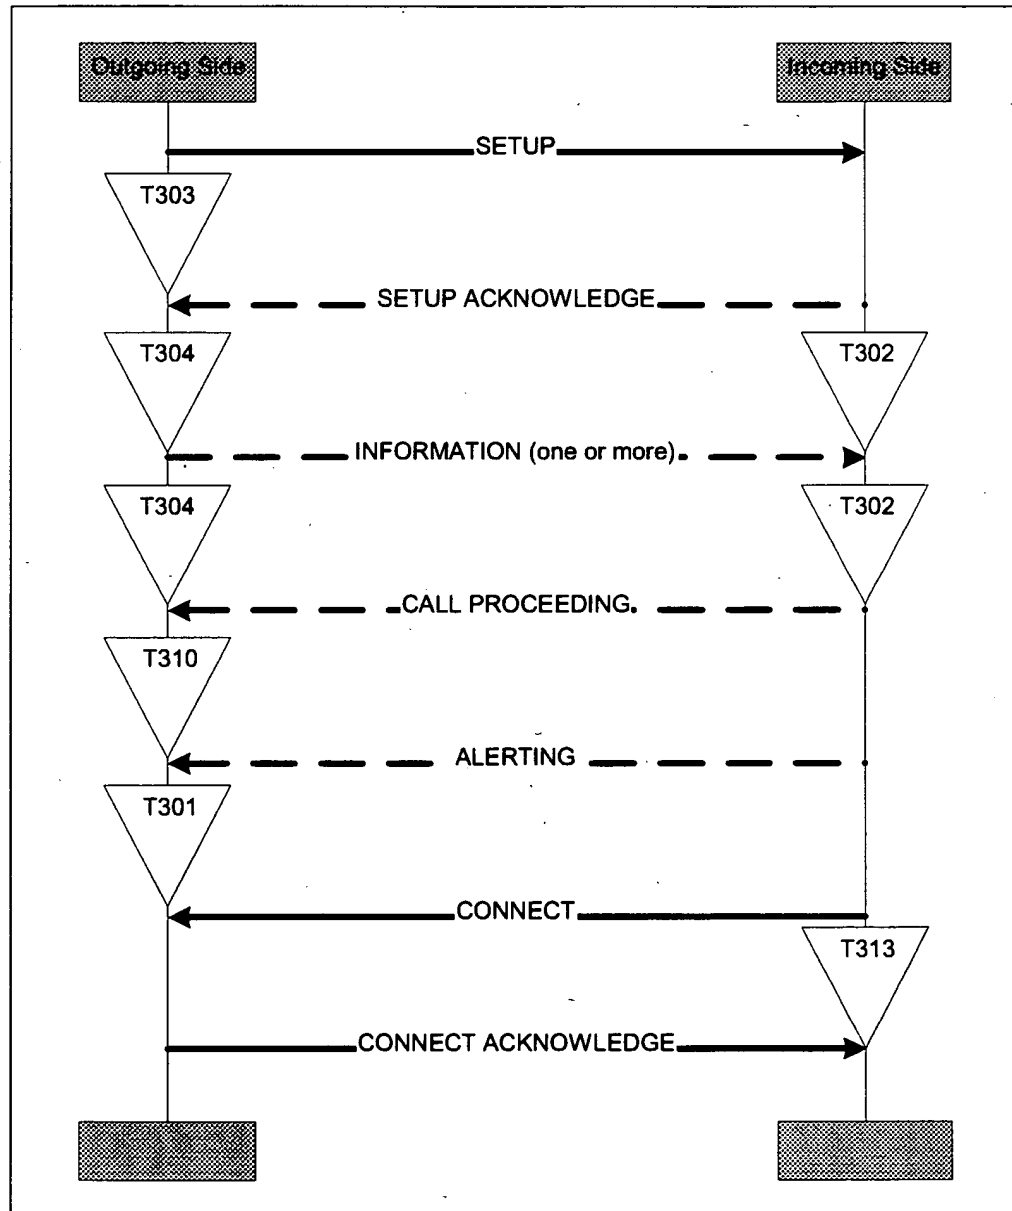 Outgoing Side
Incoming Side
SETUP
T303
SETUP ACKNOWLEDGE
T304
T302
INFORMATION (one or more)
T304
T302
CALL PROCEEDING
T310
ALERTING
T301
CONNECT
T313
CONNECT ACKNOWLEDGE